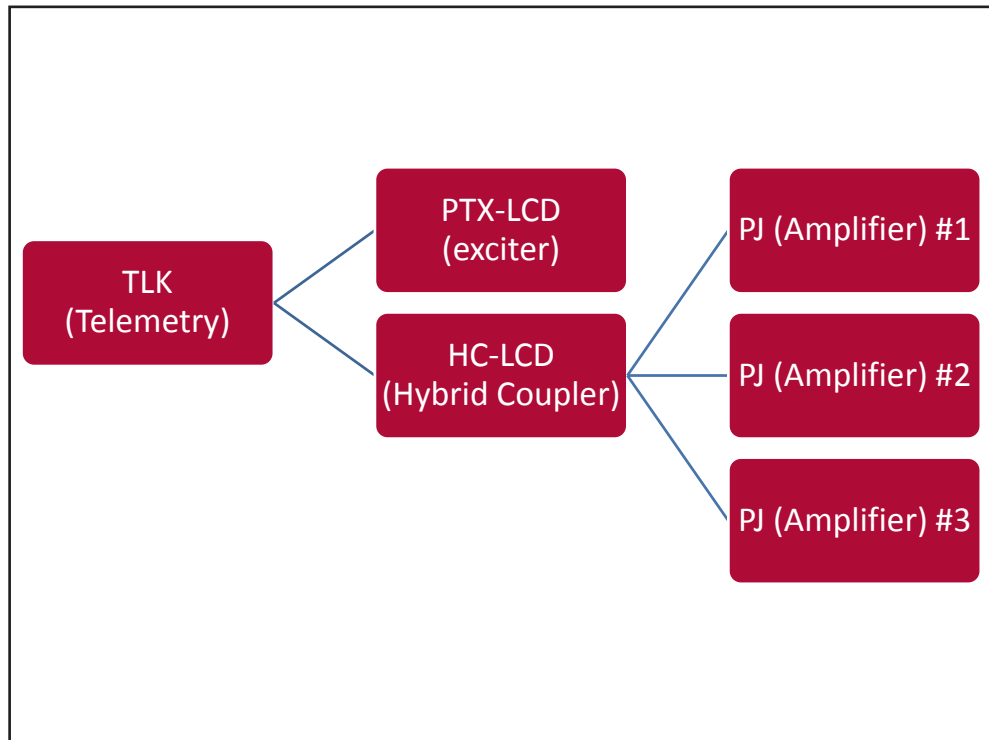 TLK
(Telemetry)
PTX-LCD
(exciter)
HC-LCD
(Hybrid Coupler)
PJ (Amplifier) #1
PJ (Amplifier) #2
PJ (Amplifier) #3